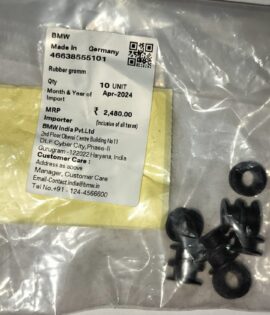 BMW
Made In Germany
46638555101
Rubber gromm
Qty 10 UNIT
Month & Year of Apr-2024
Import
MRP ₹ 2,480.00
Importer (Inclusive of all taxes)
BMW India Pvt.Ltd
2nd Floor Oberoi Centre Building No11
DLF Cyber City,Phase-II
Gurugram -122022 Haryana, India
Customer Care :
Address as above
Manager, Customer Care
Email-Contact.india@bmw.in
Tel No.+91 - 124-4566600